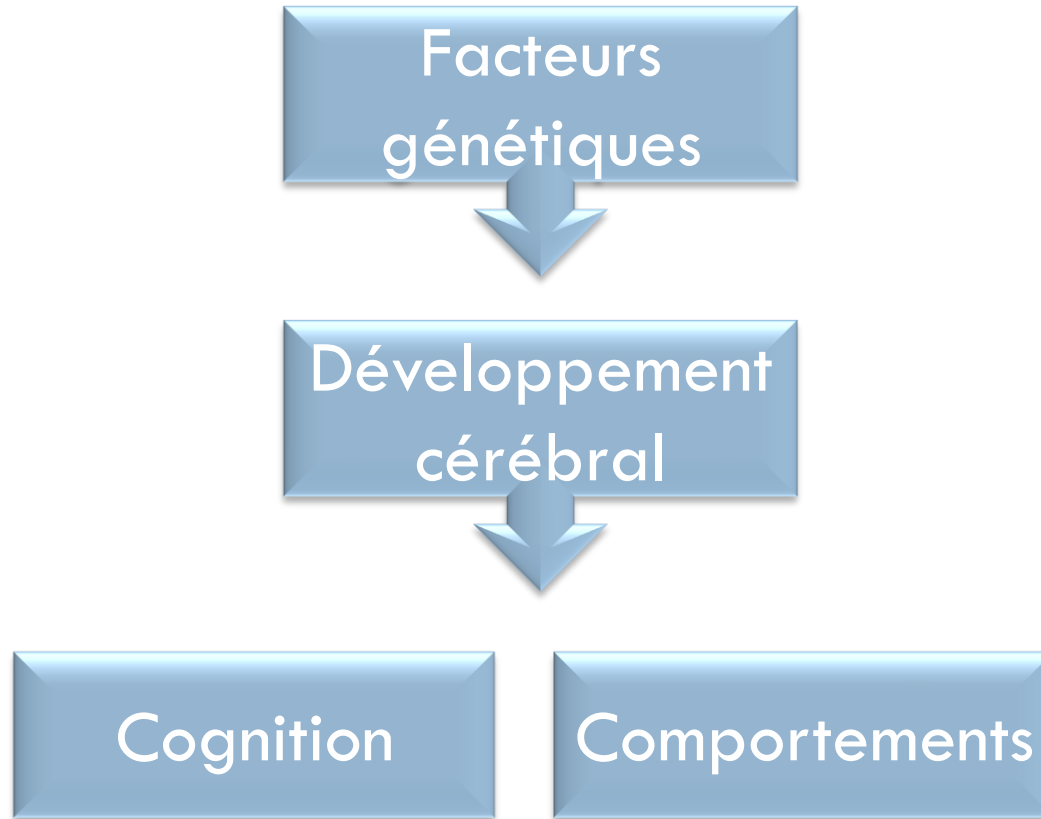 Facteurs
génétiques
Développement
cérébral
Cognition
Comportements